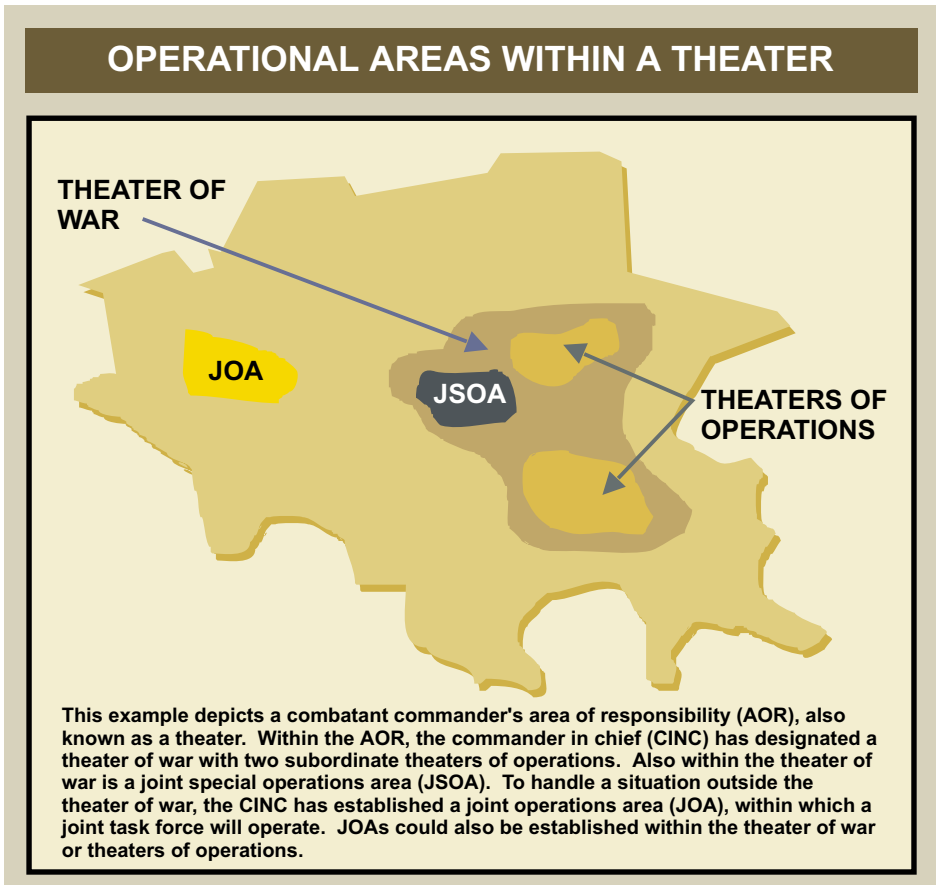 OPERATIONAL AREAS WITHIN A THEATER
THEATER OF
WAR
JOA
JSOA
THEATERS OF
OPERATIONS
This example depicts a combatant commander's area of responsibility (AOR), also
known as a theater.  Within the AOR, the commander in chief (CINC) has designated a
theater of war with two subordinate theaters of operations.  Also within the theater of
war is a joint special operations area (JSOA).  To handle a situation outside the
theater of war, the CINC has established a joint operations area (JOA), within which a
joint task force will operate.  JOAs could also be established within the theater of war
or theaters of operations.